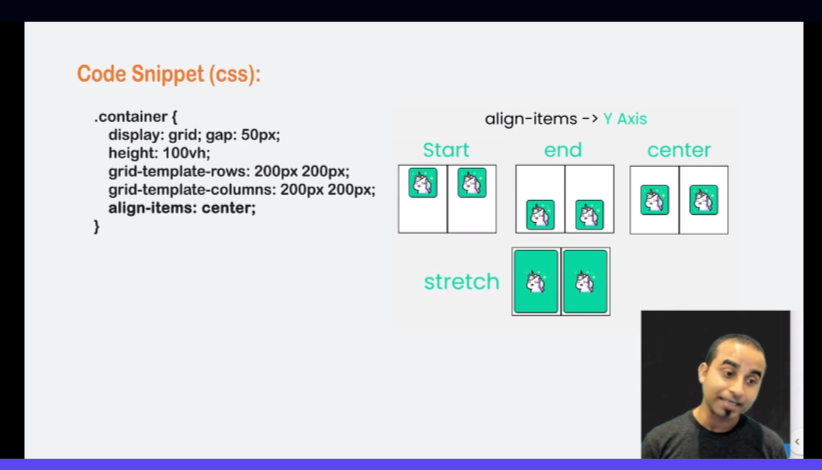 Code Snippet (css):
.container {
display: grid; gap: 50px;
height: 100vh;
grid-template-rows: 200px 200px;
grid-template-columns: 200px 200px;
align-items: center;
}
align-items -> Y Axis
Start end center
stretch